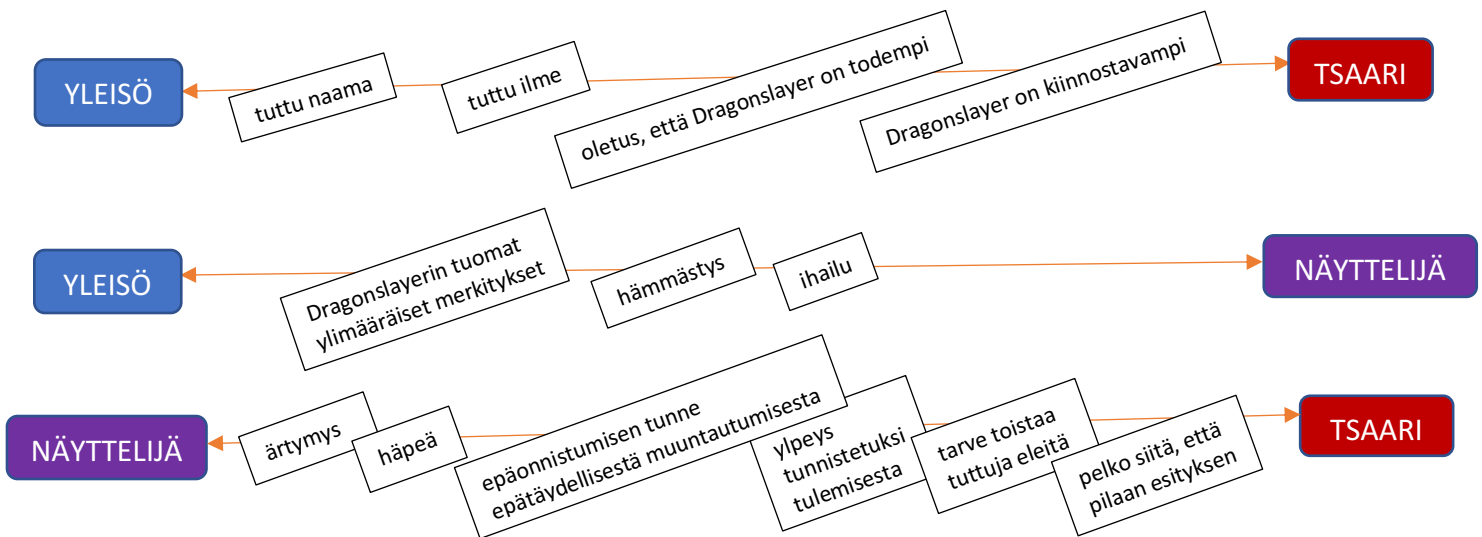 YLEISÖ
tuttu naama
tuttu ilme
oletus, että Dragonslayer on todempi
Dragonslayer on kiinnostavampi
TSAARI
YLEISÖ
Dragonslayerin tuomat
ylimääräiset merkitykset
hämmästys
ihailu
NÄYTTELIJÄ
NÄYTTELIJÄ
ärtymys
häpeä
epäonnistumisen tunne
epätäydellisestä muuntautumisesta
ylpeys
tunnistetuksi
tulemisesta
tarve toistaa
tuttuja eleitä
pelko siitä, että
pilaan esityksen
TSAARI